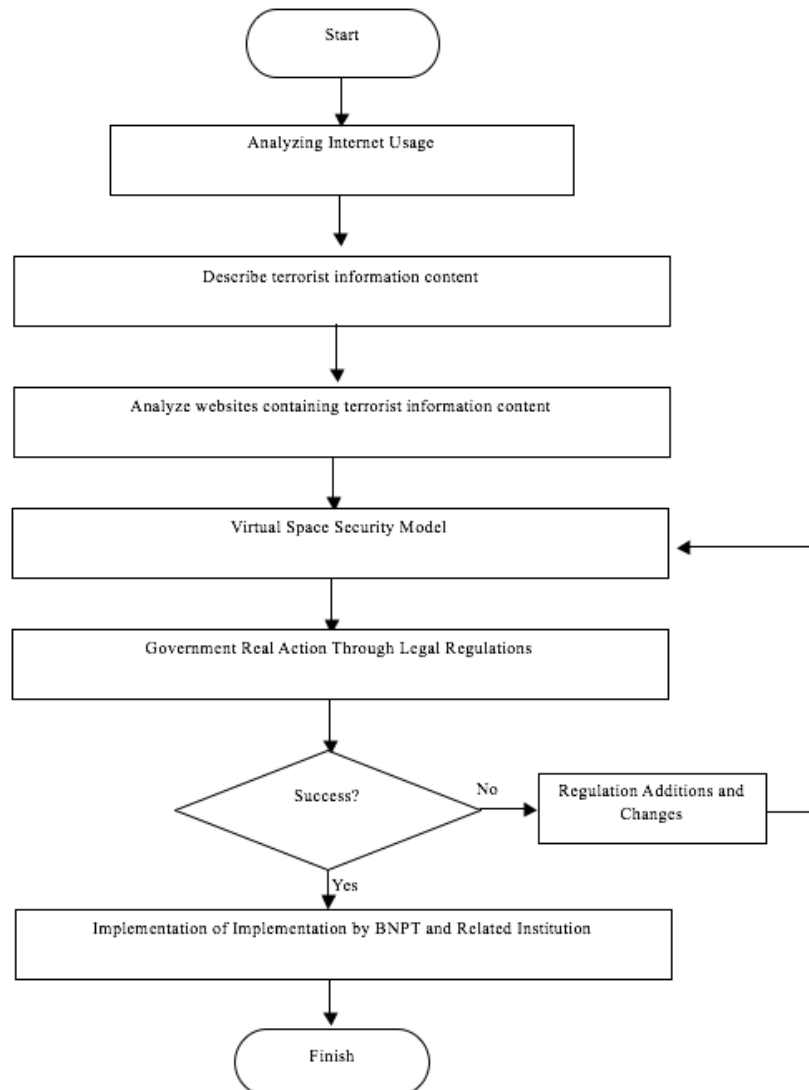 Start
Analyzing Internet Usage
Describe terrorist information content
Analyze websites containing terrorist information content
Virtual Space Security Model
Government Real Action Through Legal Regulations
Success?
No
Regulation Additions and
Changes
Yes
Implementation of Implementation by BNPT and Related Institution
Finish